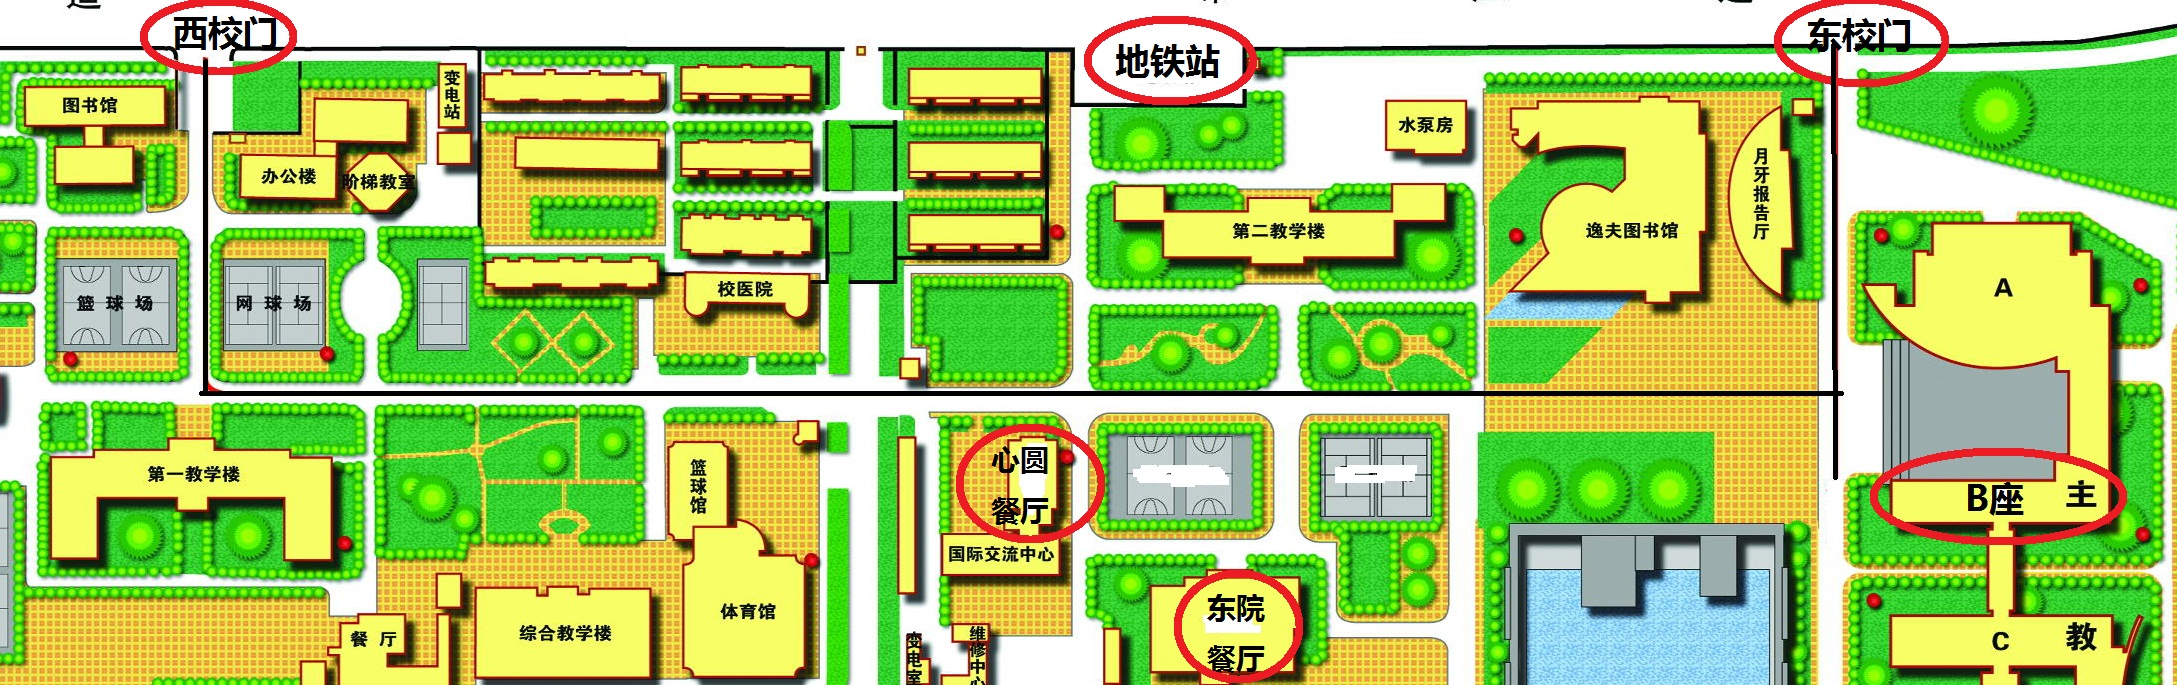 西校门
地铁站
东校门
图书馆
变电站
办公楼
阶梯教室
水泵房
第二教学楼
逸夫图书馆
月牙报告厅
篮球场
网球场
校医院
A
第一教学楼
篮球馆
心圆
餐厅
国际交流中心
B座
主
综合教学楼
体育馆
餐厅
变电室
维修中心
东院
餐厅
C
教